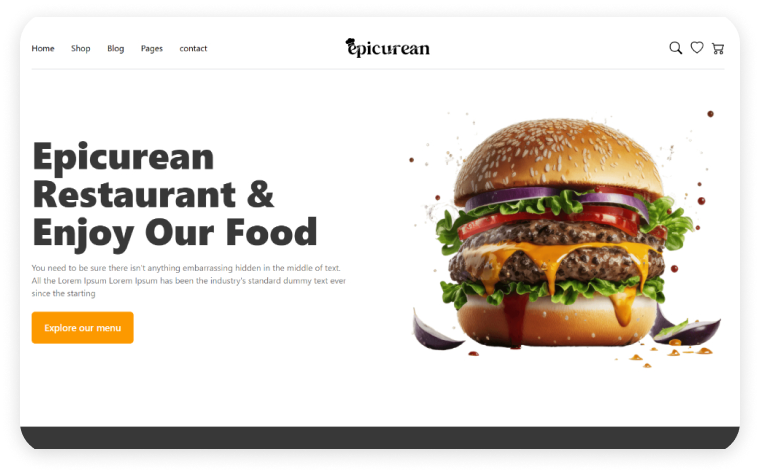 Home Shop Blog Pages contact
epicurean
Epicurean
Restaurant &
Enjoy Our Food
You need to be sure there isn't anything embarrassing hidden in the middle of text.
All the Lorem Ipsum Lorem Ipsum has been the industry's standard dummy text ever
since the starting
Explore our menu